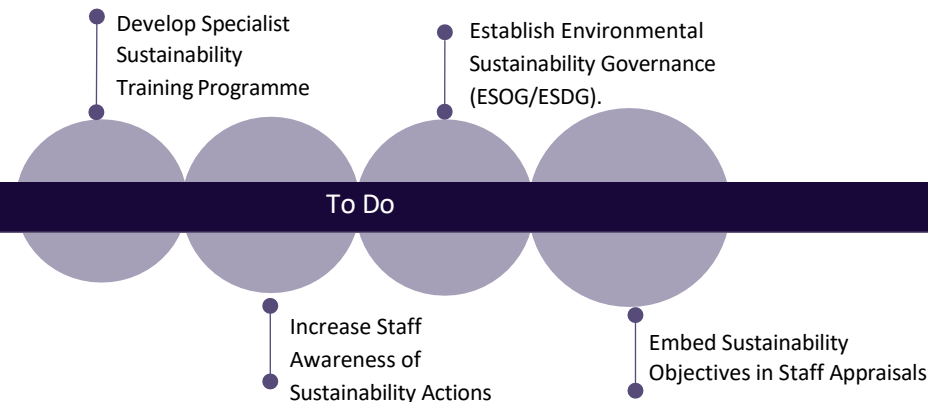 Develop Specialist
Sustainability
Training Programme
Establish Environmental
Sustainability Governance
(ESOG/ESDG).
To Do
Increase Staff
Awareness of
Sustainability Actions
Embed Sustainability
Objectives in Staff Appraisals